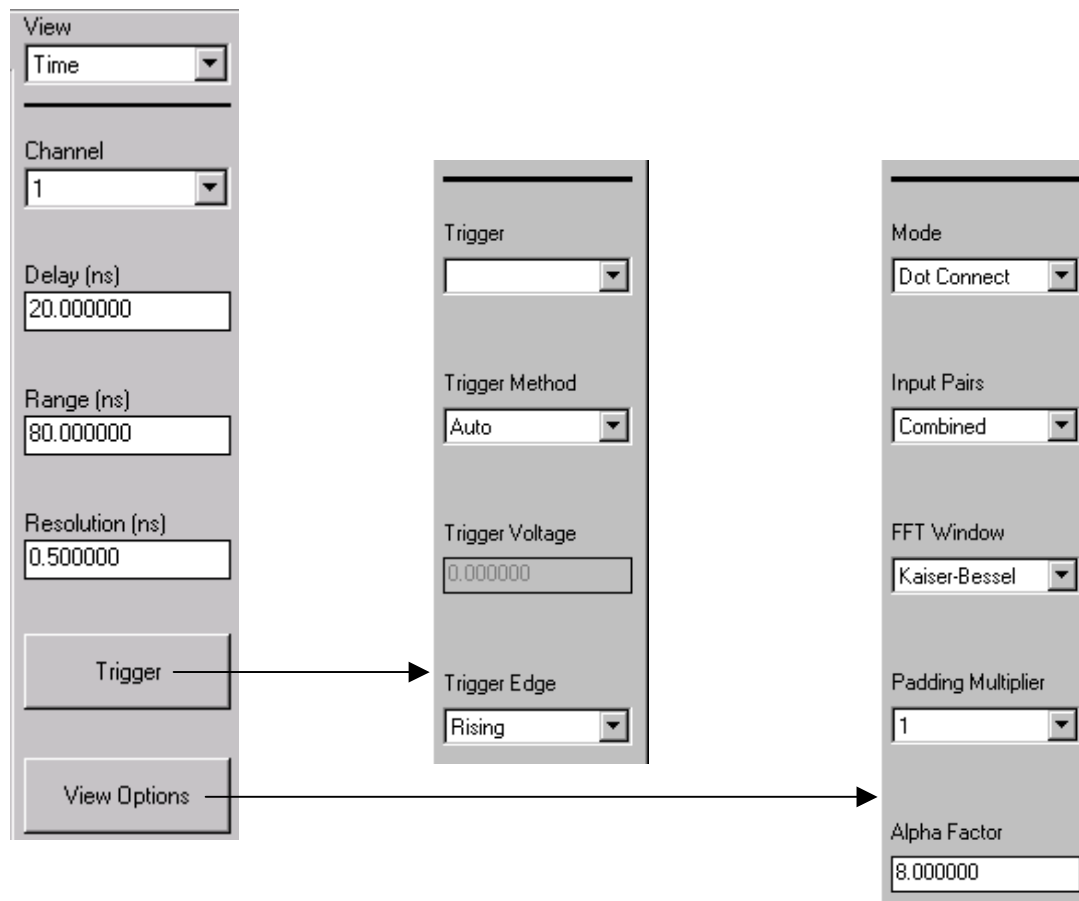 View
Time
Channel
1
Delay (ns)
20.000000
Range (ns)
80.000000
Resolution (ns)
0.500000
Trigger
View Options
Trigger
Trigger Method
Auto
Trigger Voltage
0.000000
Trigger Edge
Rising
Mode
Dot Connect
Input Pairs
Combined
FFT Window
Kaiser-Bessel
Padding Multiplier
1
Alpha Factor
8.000000